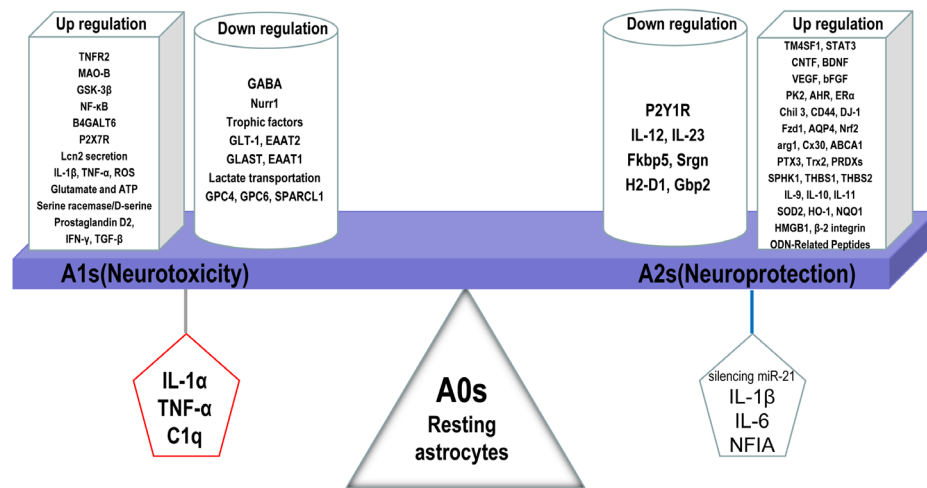 Up regulation
TNFR2
MAO-B
GSK-3β
NF-κB
B4GALT6
P2X7R
Lcn2 secretion
IL-1β, TNF-α, ROS
Glutamate and ATP
Serine racemase/D-serine
Prostaglandin D2,
IFN-γ, TGF-β
Down regulation
GABA
Nurr1
Trophic factors
GLT-1, EAAT2
GLAST, EAAT1
Lactate transportation
GPC4, GPC6, SPARCL1
Down regulation
P2Y1R
IL-12, IL-23
Fkbp5, Srgn
H2-D1, Gbp2
Up regulation
TM4SF1, STAT3
CNTF, BDNF
VEGF, bFGF
PK2, AHR, ERα
Chil 3, CD44, DJ-1
Fzd1, AQP4, Nrf2
arg1, Cx30, ABCA1
PTX3, Trx2, PRDXs
SPHK1, THBS1, THBS2
IL-9, IL-10, IL-11
SOD2, HO-1, NQO1
HMGB1, β-2 integrin
ODN-Related Peptides
A1s(Neurotoxicity)
A2s(Neuroprotection)
IL-1α
TNF-α
C1q
A0s
Resting
astrocytes
silencing miR-21
IL-1β
IL-6
NFIA